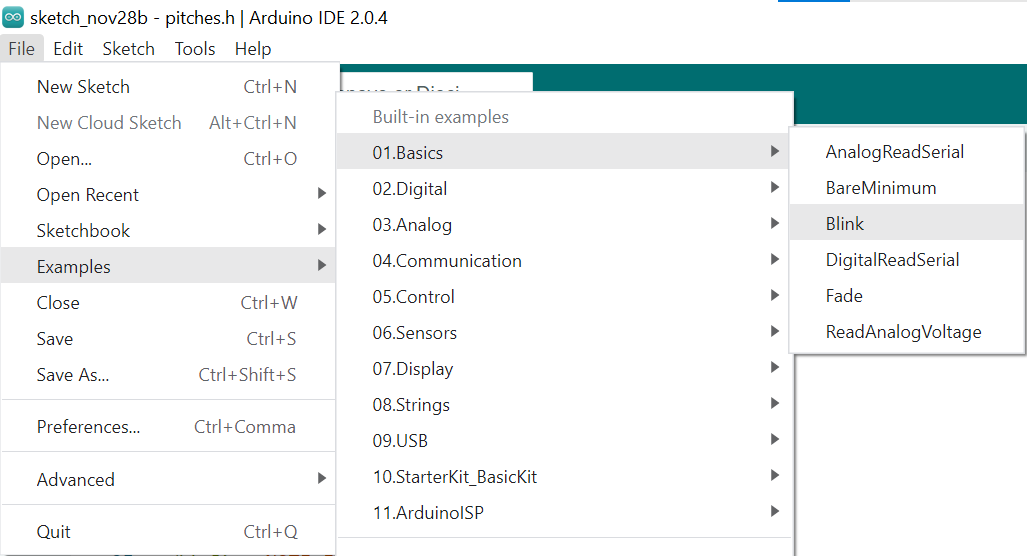 sketch_nov28b - pitches.h | Arduino IDE 2.0.4
File Edit Sketch Tools Help
New Sketch Ctrl+N
New Cloud Sketch Alt+Ctrl+N
Open... Ctrl+O
Open Recent
Sketchbook
Examples
Close Ctrl+W
Save Ctrl+S
Save As... Ctrl+Shift+S
Preferences... Ctrl+Comma
Advanced
Quit Ctrl+Q
Built-in examples
01.Basics
02.Digital
03.Analog
04.Communication
05.Control
06.Sensors
07.Display
08.Strings
09.USB
10.StarterKit_BasicKit
11.ArduinoISP
AnalogReadSerial
BareMinimum
Blink
DigitalReadSerial
Fade
ReadAnalogVoltage